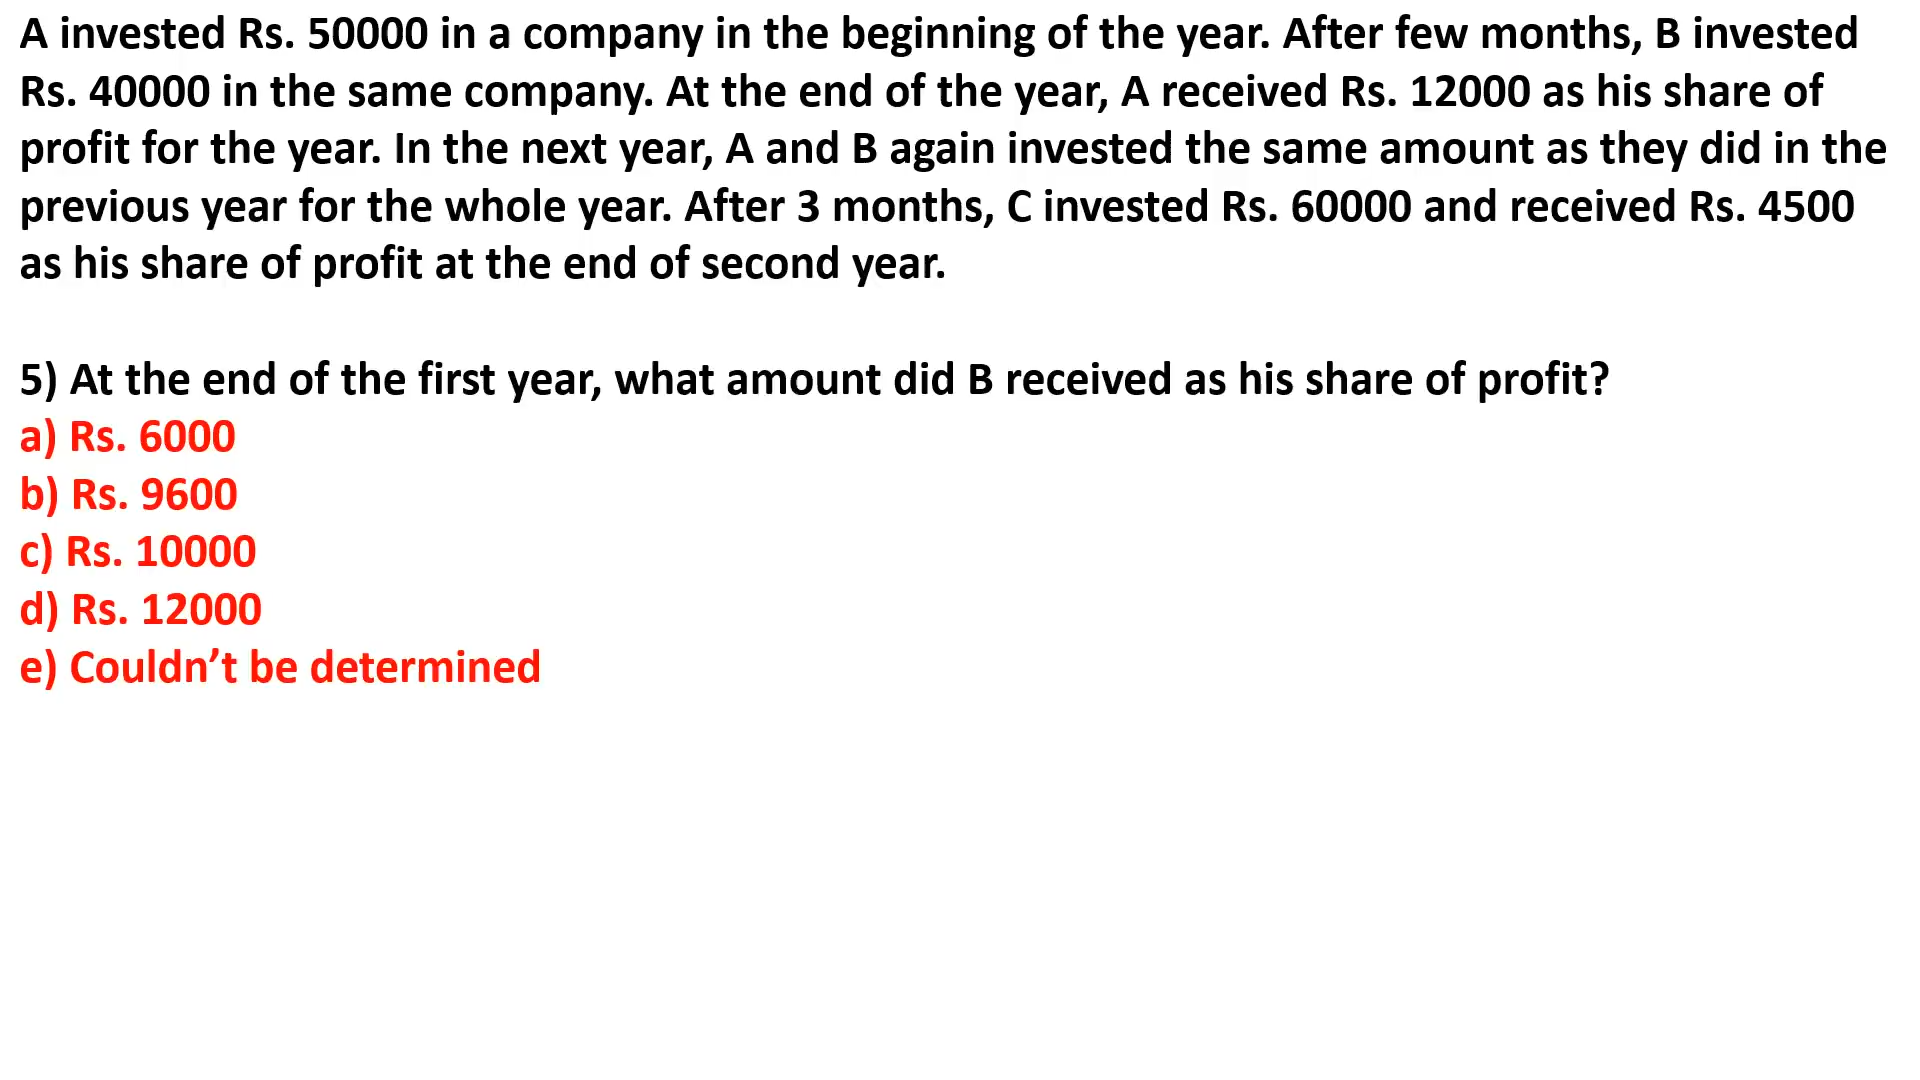 A invested Rs. 50000 in a company in the beginning of the year. After few months, B invested
Rs. 40000 in the same company. At the end of the year, A received Rs. 12000 as his share of
profit for the year. In the next year, A and B again invested the same amount as they did in the
previous year for the whole year. After 3 months, C invested Rs. 60000 and received Rs. 4500
as his share of profit at the end of second year.
5) At the end of the first year, what amount did B received as his share of profit?
a) Rs. 6000
b) Rs. 9600
c) Rs. 10000
d) Rs. 12000
e) Couldn’t be determined